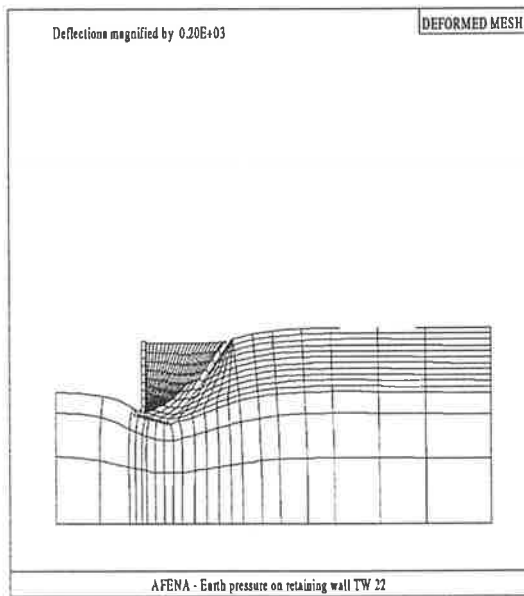 Deflections magnified by 0.20E+03
DEFORMED MESH
AFENA - Earth pressure on retaining wall TW 22